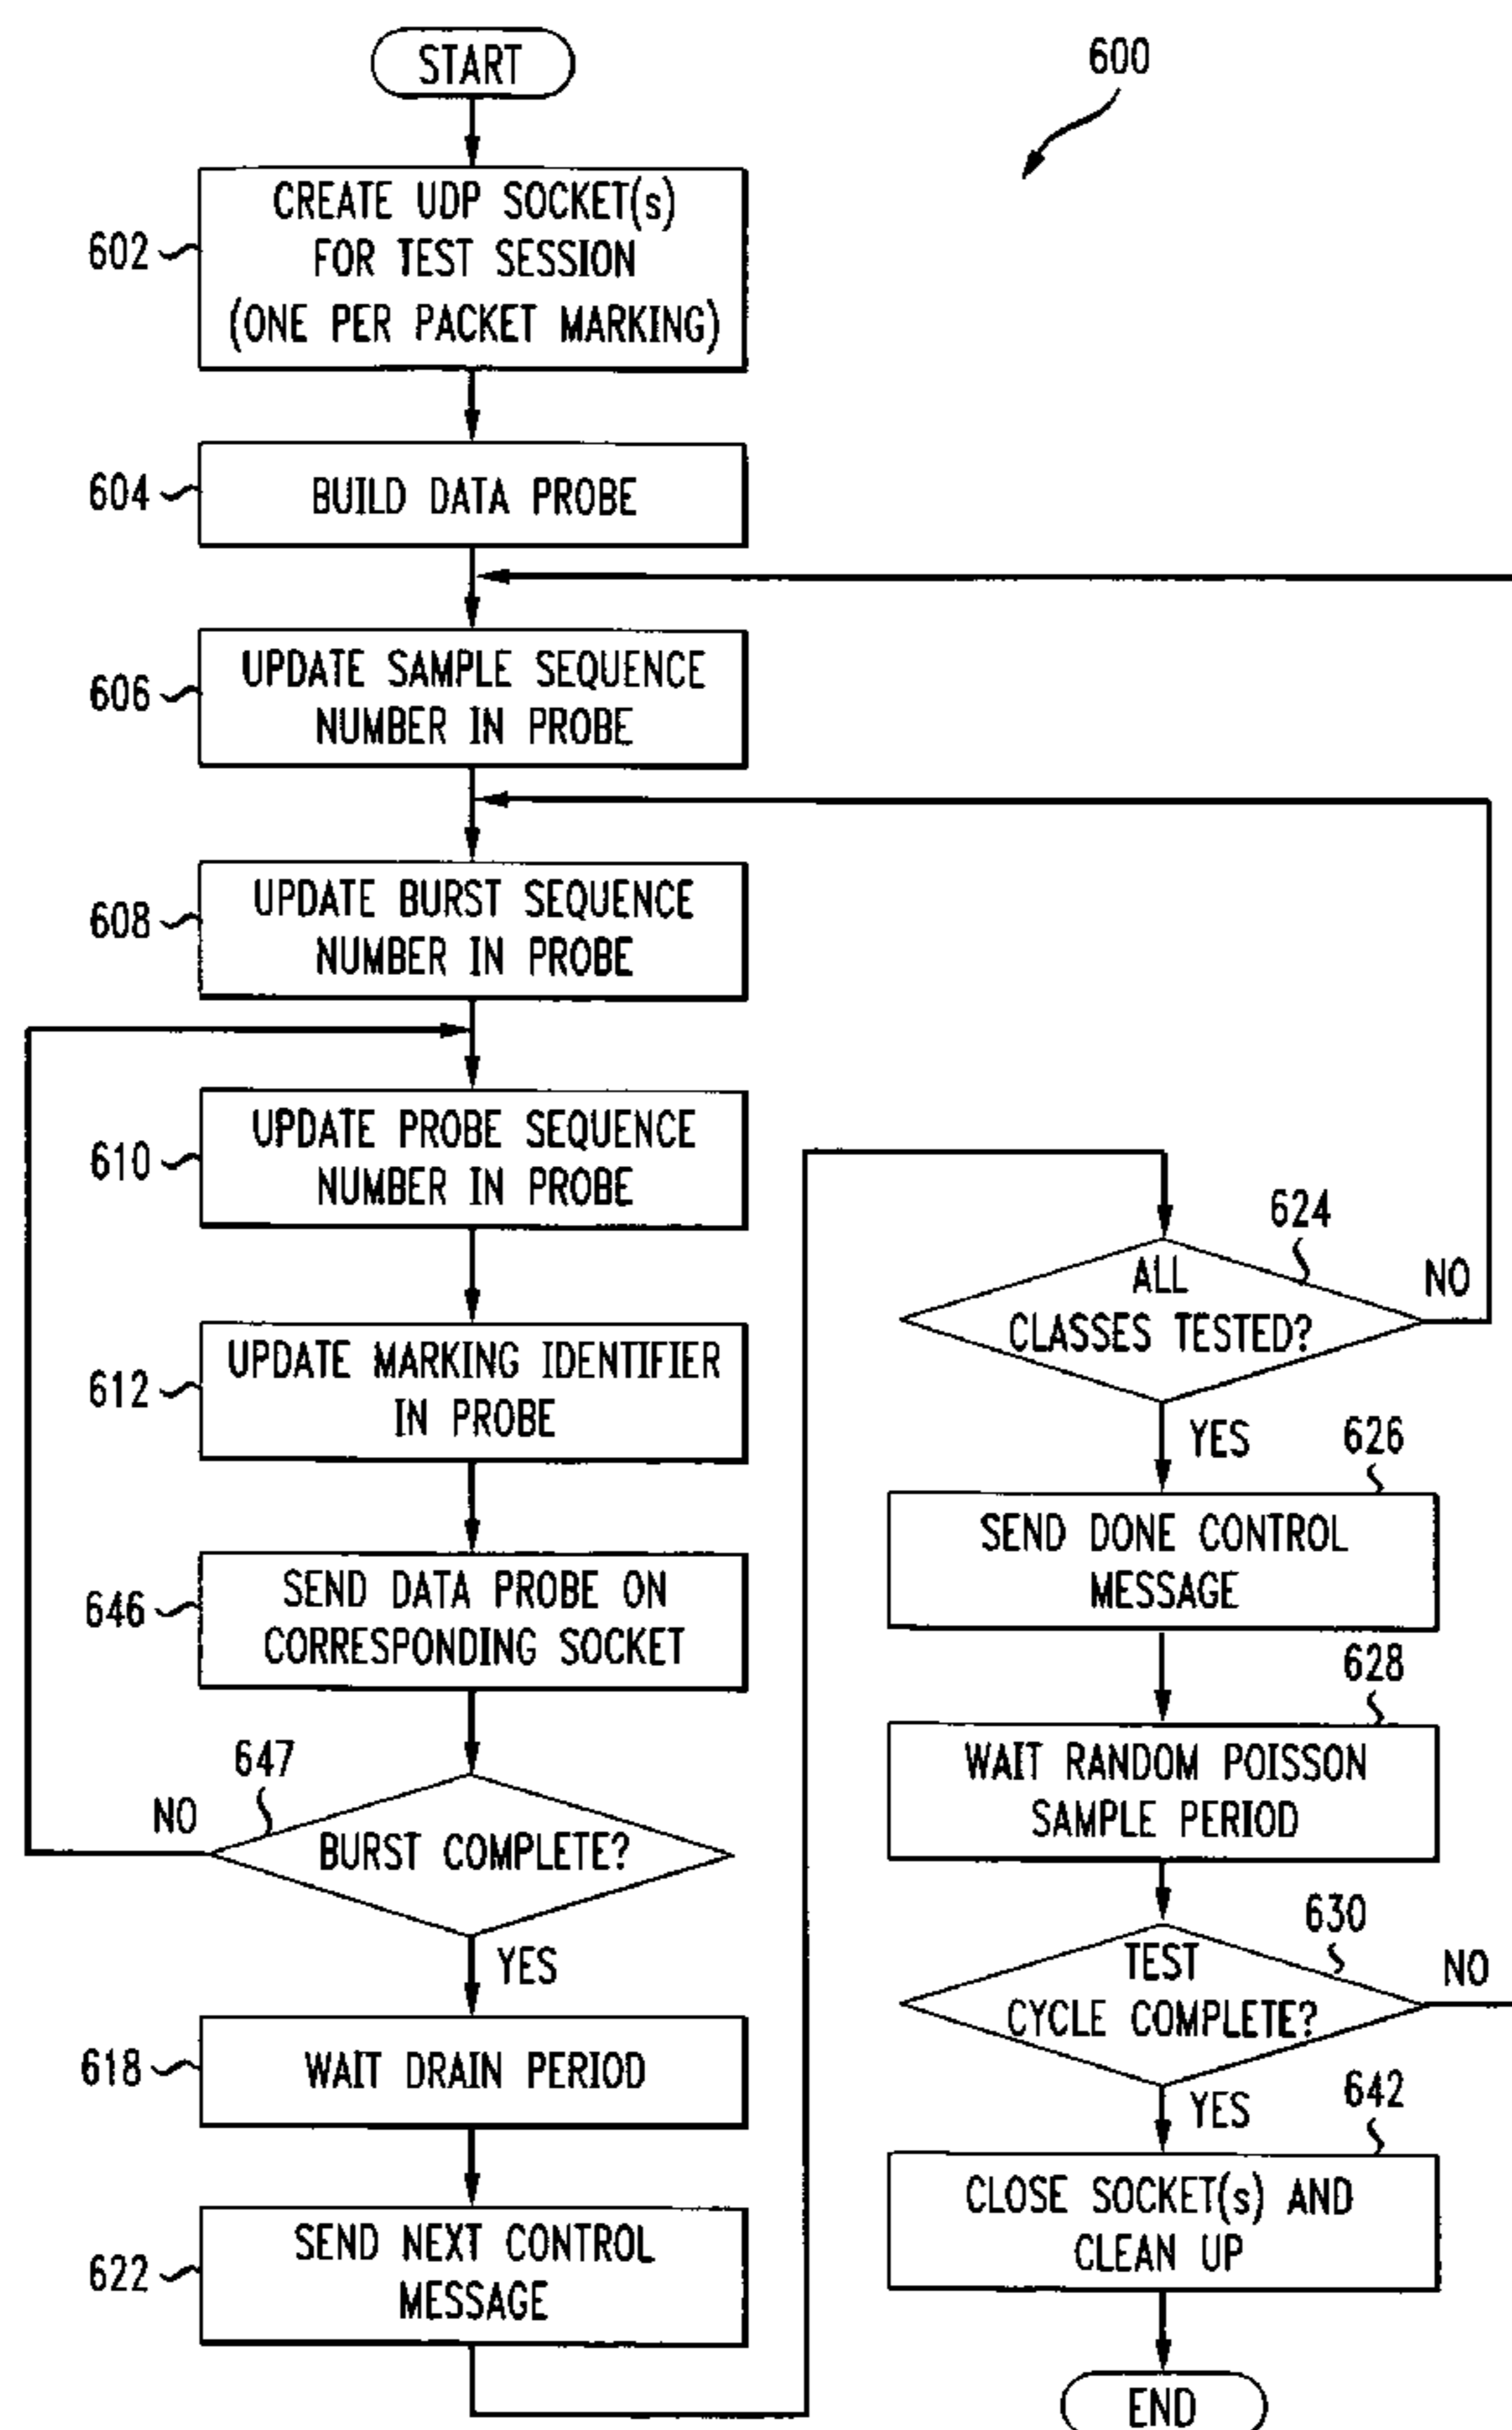 START
600
602
CREATE UDP SOCKET(s)
FOR TEST SESSION
(ONE PER PACKET MARKING)
604
BUILD DATA PROBE
606
UPDATE SAMPLE SEQUENCE
NUMBER IN PROBE
608
UPDATE BURST SEQUENCE
NUMBER IN PROBE
610
UPDATE PROBE SEQUENCE
NUMBER IN PROBE
612
UPDATE MARKING IDENTIFIER
IN PROBE
646
SEND DATA PROBE ON
CORRESPONDING SOCKET
647
NO
BURST COMPLETE?
YES
618
WAIT DRAIN PERIOD
622
SEND NEXT CONTROL
MESSAGE
624
ALL
CLASSES TESTED?
NO
YES
626
SEND DONE CONTROL
MESSAGE
628
WAIT RANDOM POISSON
SAMPLE PERIOD
630
TEST
CYCLE COMPLETE?
NO
YES
642
CLOSE SOCKET(s) AND
CLEAN UP
END